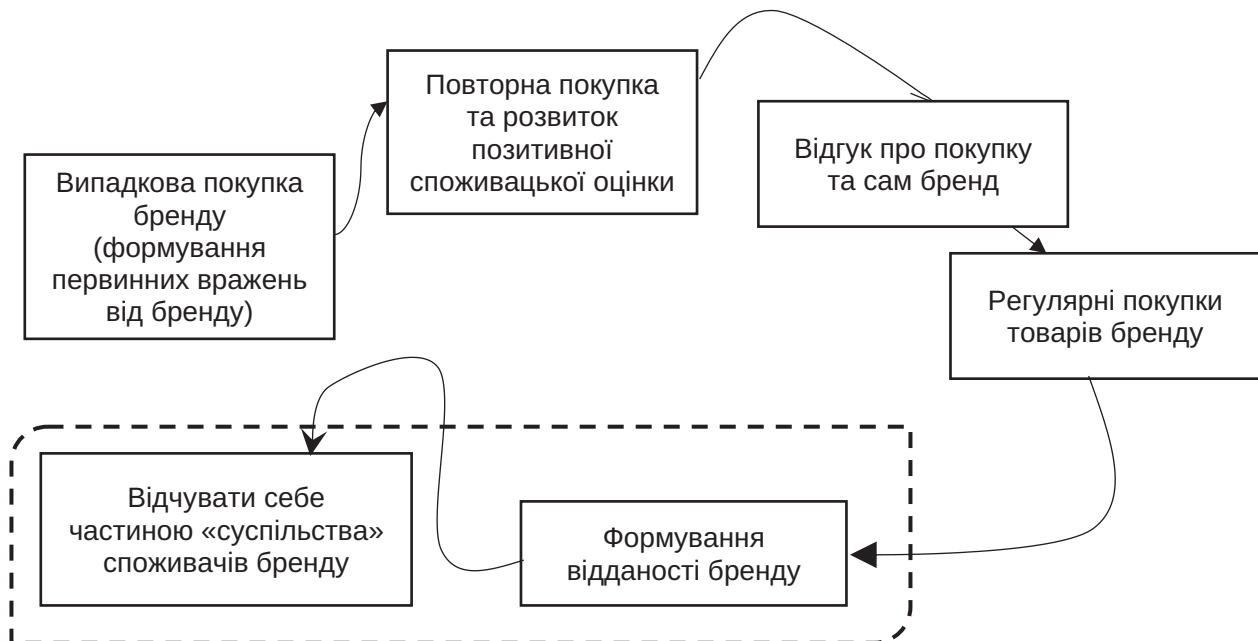 Випадкова покупка
бренду
(формування
первинних вражень
від бренду)
Повторна покупка
та розвиток
позитивної
споживацької оцінки
Відгук про покупку
та сам бренд
Регулярні покупки
товарів бренду
Формування
відданості бренду
Відчувати себе
частиною «суспільства»
споживачів бренду